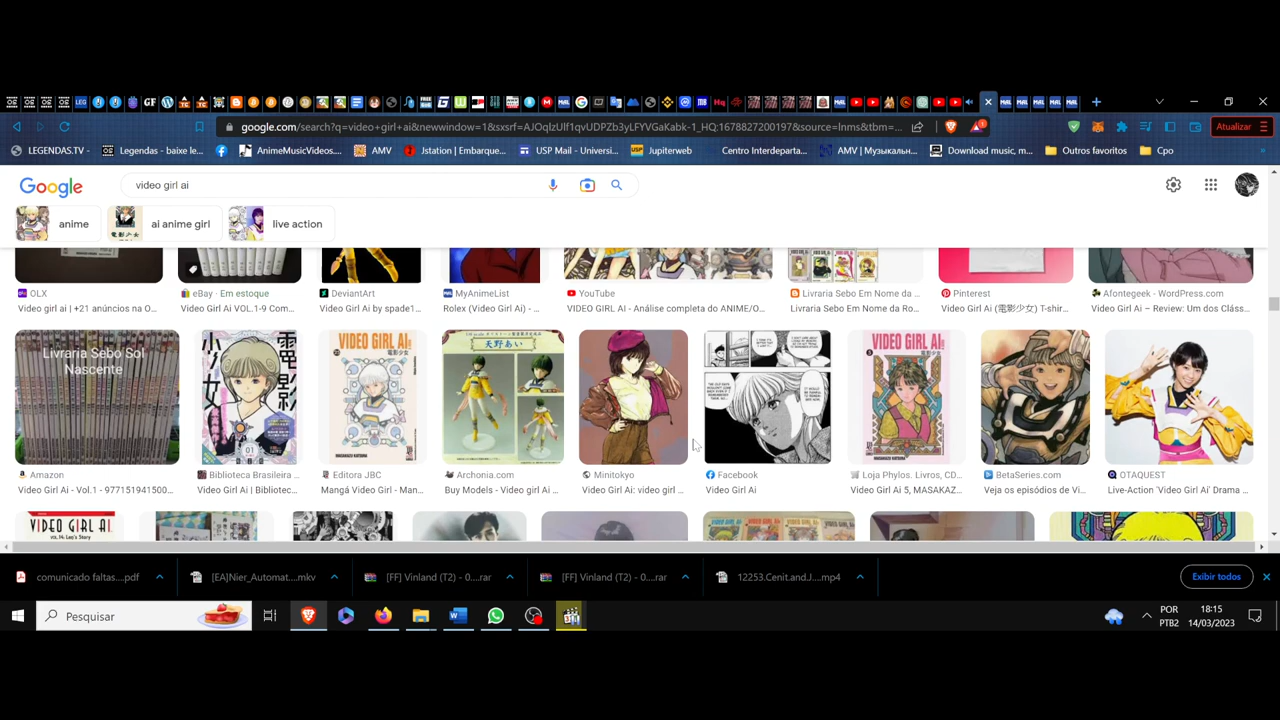 google.com/search?q=video+girl+ai&newwindow=1&sxsrf=AJOqlzUlf1qvUDPZb3yLFYVGaKabk-1_HQ:1678827200197&source=lnms&tbm=...
Atualizar
LEGENDAS.TV -
Legendas - baixe le...
AnimeMusicVideos....
AMV
Jstation | Embarque...
USP Mail - Universi...
Jupiterweb
Centro Interdeparta...
AMV | Музыкальн...
Download music, m...
Outros favoritos
Cpo
Google
video girl ai
anime
ai anime girl
live action
OLX
eBay · Em estoque
DeviantArt
MyAnimeList
YouTube
Livraria Sebo Em Nome da ...
Pinterest
Afontegeek - WordPress.com
Video girl ai | +21 anúncios na O...
Video Girl Ai VOL.1-9 Com...
Video Girl Ai by spade1...
Rolex (Video Girl Ai) - ...
VIDEO GIRL AI - Análise completa do ANIME/O...
Livraria Sebo Em Nome da Ro...
Video Girl Ai (電影少女) T-shir...
Video Girl Ai – Review: Um dos Cláss...
Livraria Sebo Sol
Nascente
電影
少女
01
VIDEO GIRL AI
VIDEO GIRL AI
天野あい
Amazon
Biblioteca Brasileira ...
Editora JBC
Archonia.com
Minitokyo
Facebook
Loja Phylos. Livros, CD...
BetaSeries.com
OTAQUEST
Video Girl Ai - Vol.1 - 977151941500...
Video Girl Ai | Bibliotec...
Mangá Video Girl - Man...
Buy Models - Video girl Ai ...
Video Girl Ai: video girl ...
Video Girl Ai
Video Girl Ai 5, MASAKAZ...
Veja os episódios de Vi...
Live-Action 'Video Girl Ai' Drama ...
VIDEO GIRL AI
comunicado faltas....pdf
[EA]Nier_Automat....mkv
[FF] Vinland (T2) - 0....rar
[FF] Vinland (T2) - 0....rar
12253.Cenit.and.J....mp4
Exibir todos
Pesquisar
POR
PTB2
18:15
14/03/2023